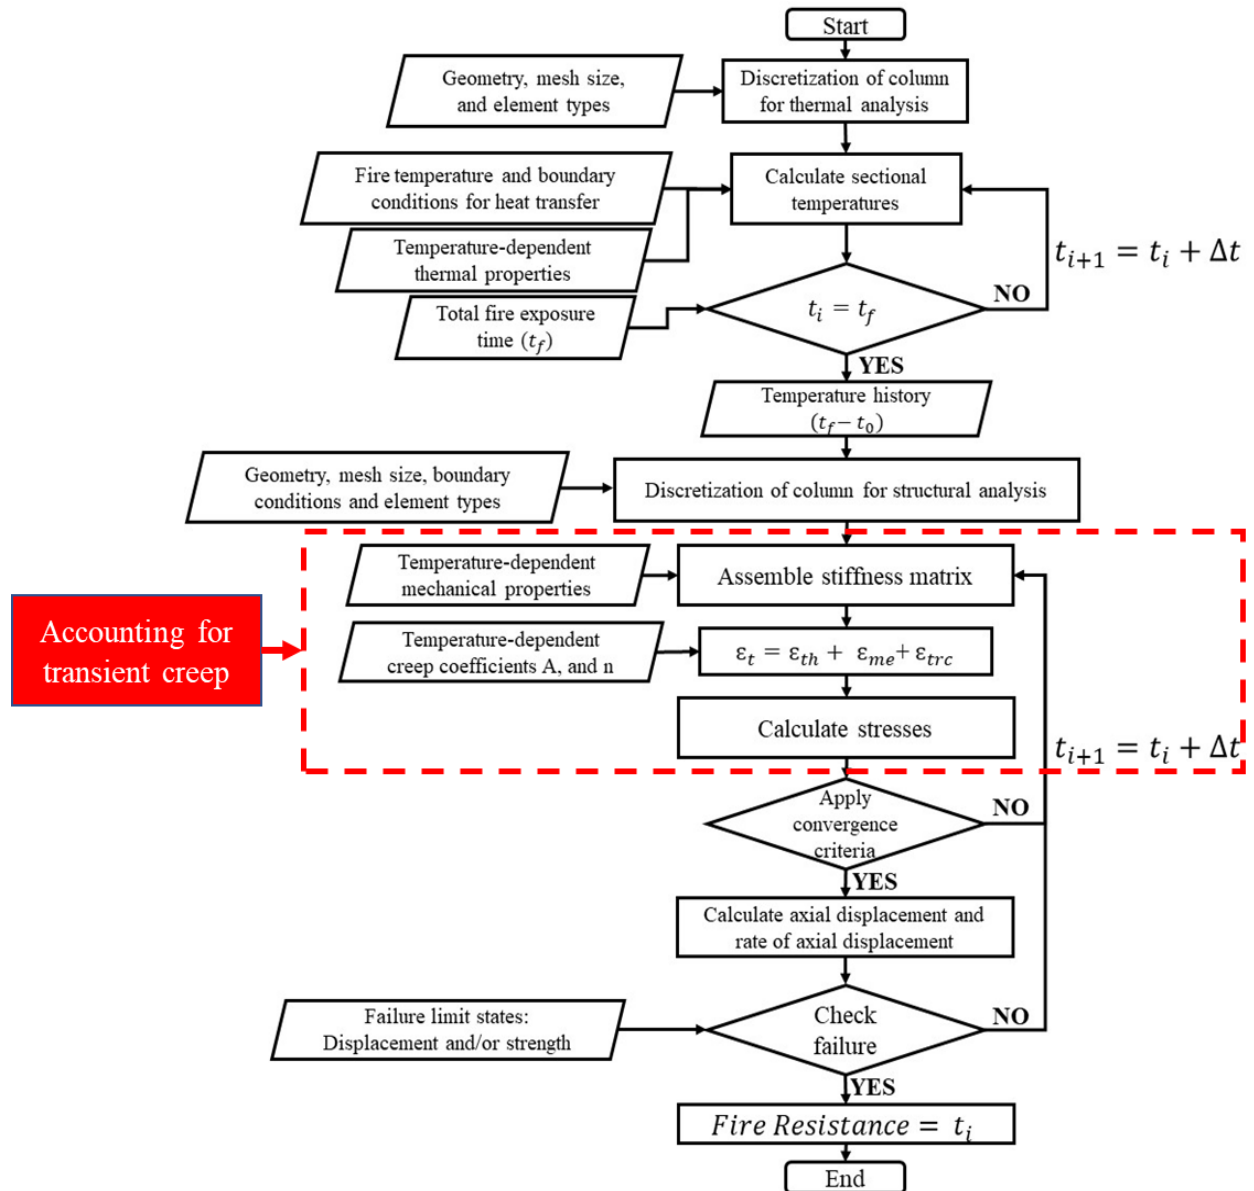 Start
Geometry, mesh size,
and element types
Discretization of column
for thermal analysis
Fire temperature and boundary
conditions for heat transfer
Calculate sectional
temperatures
Temperature-dependent
thermal properties
t_{i+1} = t_i + Δt
Total fire exposure
time (t_f)
t_i = t_f
NO
YES
Temperature history
(t_f − t_0)
Geometry, mesh size, boundary
conditions and element types
Discretization of column for structural analysis
Temperature-dependent
mechanical properties
Assemble stiffness matrix
Accounting for
transient creep
Temperature-dependent
creep coefficients A, and n
ε_t = ε_th + ε_me + ε_trc
Calculate stresses
t_{i+1} = t_i + Δt
Apply
convergence
criteria
NO
YES
Calculate axial displacement and
rate of axial displacement
Failure limit states:
Displacement and/or strength
Check
failure
NO
YES
Fire Resistance = t_i
End